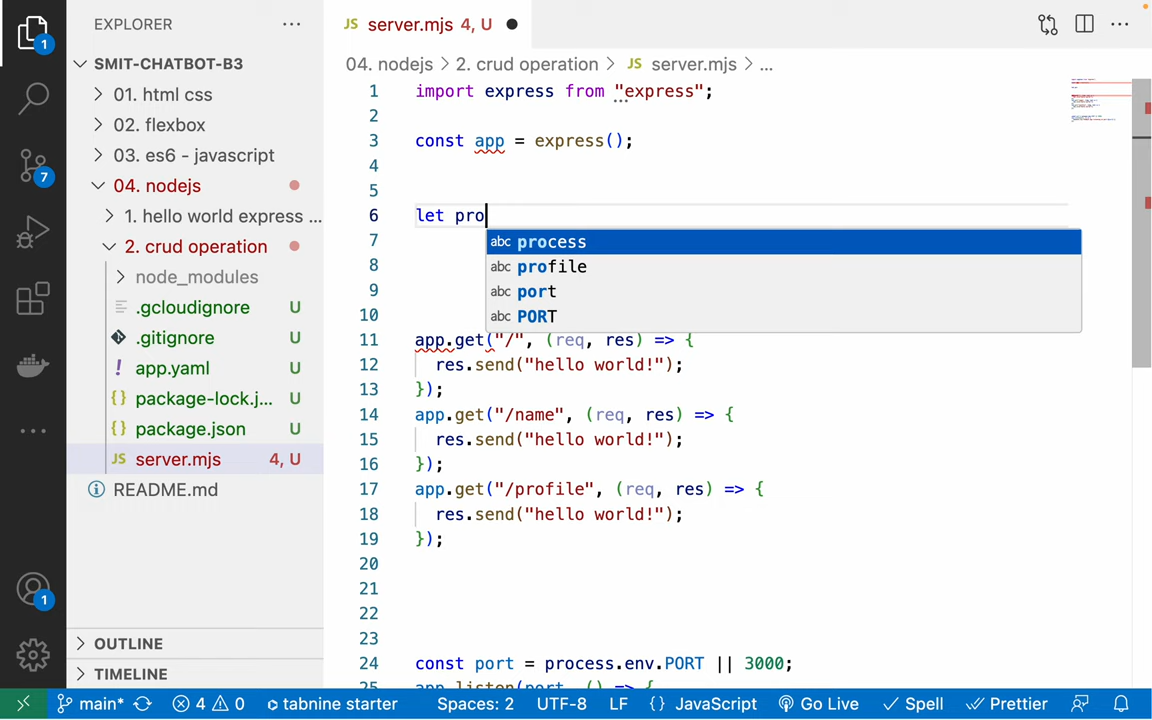 EXPLORER
SMIT-CHATBOT-B3
01. html css
02. flexbox
03. es6 - javascript
04. nodejs
1. hello world express ...
2. crud operation
node_modules
.gcloudignore U
.gitignore U
app.yaml U
package-lock.j... U
package.json U
server.mjs 4, U
README.md
OUTLINE
TIMELINE
1
7
1
JS server.mjs 4, U
04. nodejs > 2. crud operation > JS server.mjs > ...
1 import express from "express";
2
3 const app = express();
4
5
6 let pro
7
8
9
10
abc process
abc profile
abc port
abc PORT
11 app.get("/", (req, res) => {
12 res.send("hello world!");
13 });
14 app.get("/name", (req, res) => {
15 res.send("hello world!");
16 });
17 app.get("/profile", (req, res) => {
18 res.send("hello world!");
19 });
20
21
22
23
24 const port = process.env.PORT || 3000;
25 app.listen(port, () => {
main* 4 0 tabnine starter Spaces: 2 UTF-8 LF {} JavaScript Go Live Spell Prettier